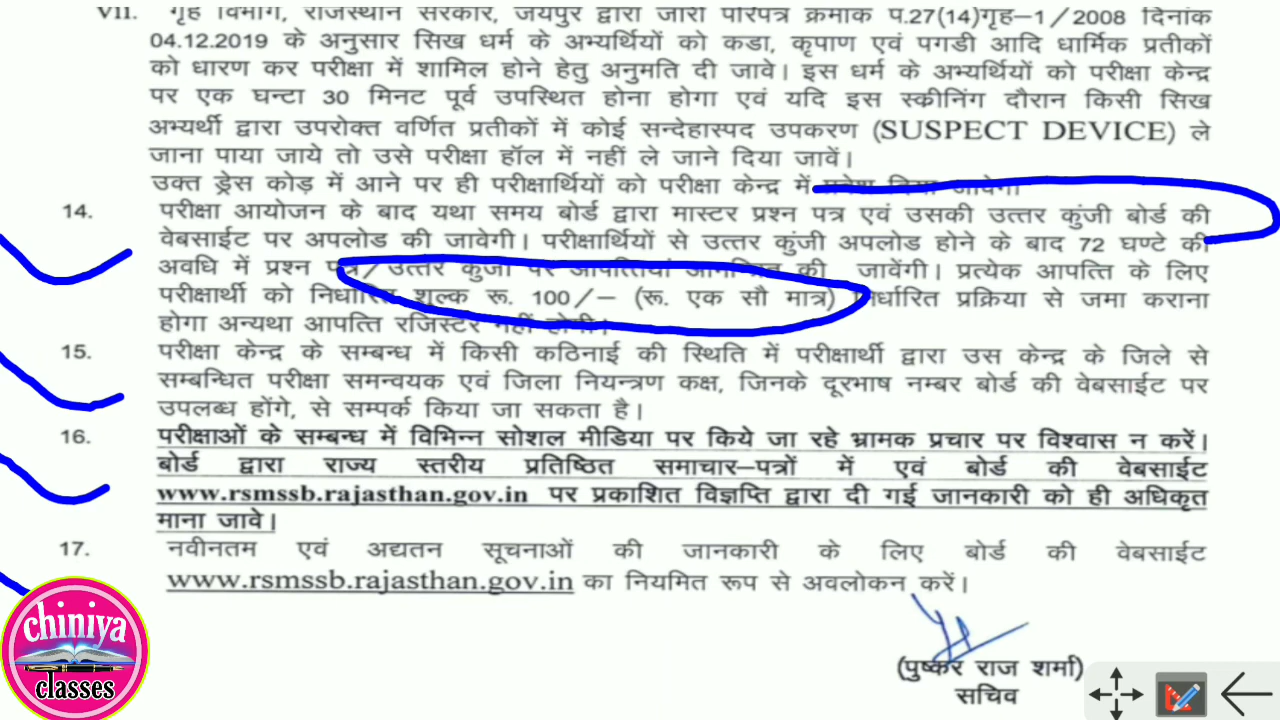 VII. गृह विभाग, राजस्थान सरकार, जयपुर द्वारा जारी परिपत्र क्रमांक प.27(14)गृह–1/2008 दिनांक
04.12.2019 के अनुसार सिख धर्म के अभ्यर्थियों को कडा, कृपाण एवं पगडी आदि धार्मिक प्रतीकों
को धारण कर परीक्षा में शामिल होने हेतु अनुमति दी जावे। इस धर्म के अभ्यर्थियों को परीक्षा केन्द्र
पर एक घन्टा 30 मिनट पूर्व उपस्थित होना होगा एवं यदि इस स्क्रीनिंग दौरान किसी सिख
अभ्यर्थी द्वारा उपरोक्त वर्णित प्रतीकों में कोई सन्देहास्पद उपकरण (SUSPECT DEVICE) ले
जाना पाया जाये तो उसे परीक्षा हॉल में नहीं ले जाने दिया जावें।
उक्त ड्रेस कोड़ में आने पर ही परीक्षार्थियों को परीक्षा केन्द्र में प्रवेश दिया जावेगा
14. परीक्षा आयोजन के बाद यथा समय बोर्ड द्वारा मास्टर प्रश्न पत्र एवं उसकी उत्तर कुंजी बोर्ड की
वेबसाईट पर अपलोड की जावेगी। परीक्षार्थियों से उत्तर कुंजी अपलोड होने के बाद 72 घण्टे की
अवधि में प्रश्न पत्र/उत्तर कुंजी पर आपत्तियां आमंत्रित की जावेंगी। प्रत्येक आपत्ति के लिए
परीक्षार्थी को निर्धारित शुल्क रू. 100/– (रू. एक सौ मात्र) निर्धारित प्रक्रिया से जमा कराना
होगा अन्यथा आपत्ति रजिस्टर नहीं होगी।
15. परीक्षा केन्द्र के सम्बन्ध में किसी कठिनाई की स्थिति में परीक्षार्थी द्वारा उस केन्द्र के जिले से
सम्बन्धित परीक्षा समन्वयक एवं जिला नियन्त्रण कक्ष, जिनके दूरभाष नम्बर बोर्ड की वेबसाईट पर
उपलब्ध होंगे, से सम्पर्क किया जा सकता है।
16. परीक्षाओं के सम्बन्ध में विभिन्न सोशल मीडिया पर किये जा रहे भ्रामक प्रचार पर विश्वास न करें।
बोर्ड द्वारा राज्य स्तरीय प्रतिष्ठित समाचार–पत्रों में एवं बोर्ड की वेबसाईट
www.rsmssb.rajasthan.gov.in पर प्रकाशित विज्ञप्ति द्वारा दी गई जानकारी को ही अधिकृत
माना जावे।
17. नवीनतम एवं अद्यतन सूचनाओं की जानकारी के लिए बोर्ड की वेबसाईट
www.rsmssb.rajasthan.gov.in का नियमित रूप से अवलोकन करें।
(पुष्कर राज शर्मा)
सचिव
chiniya
classes